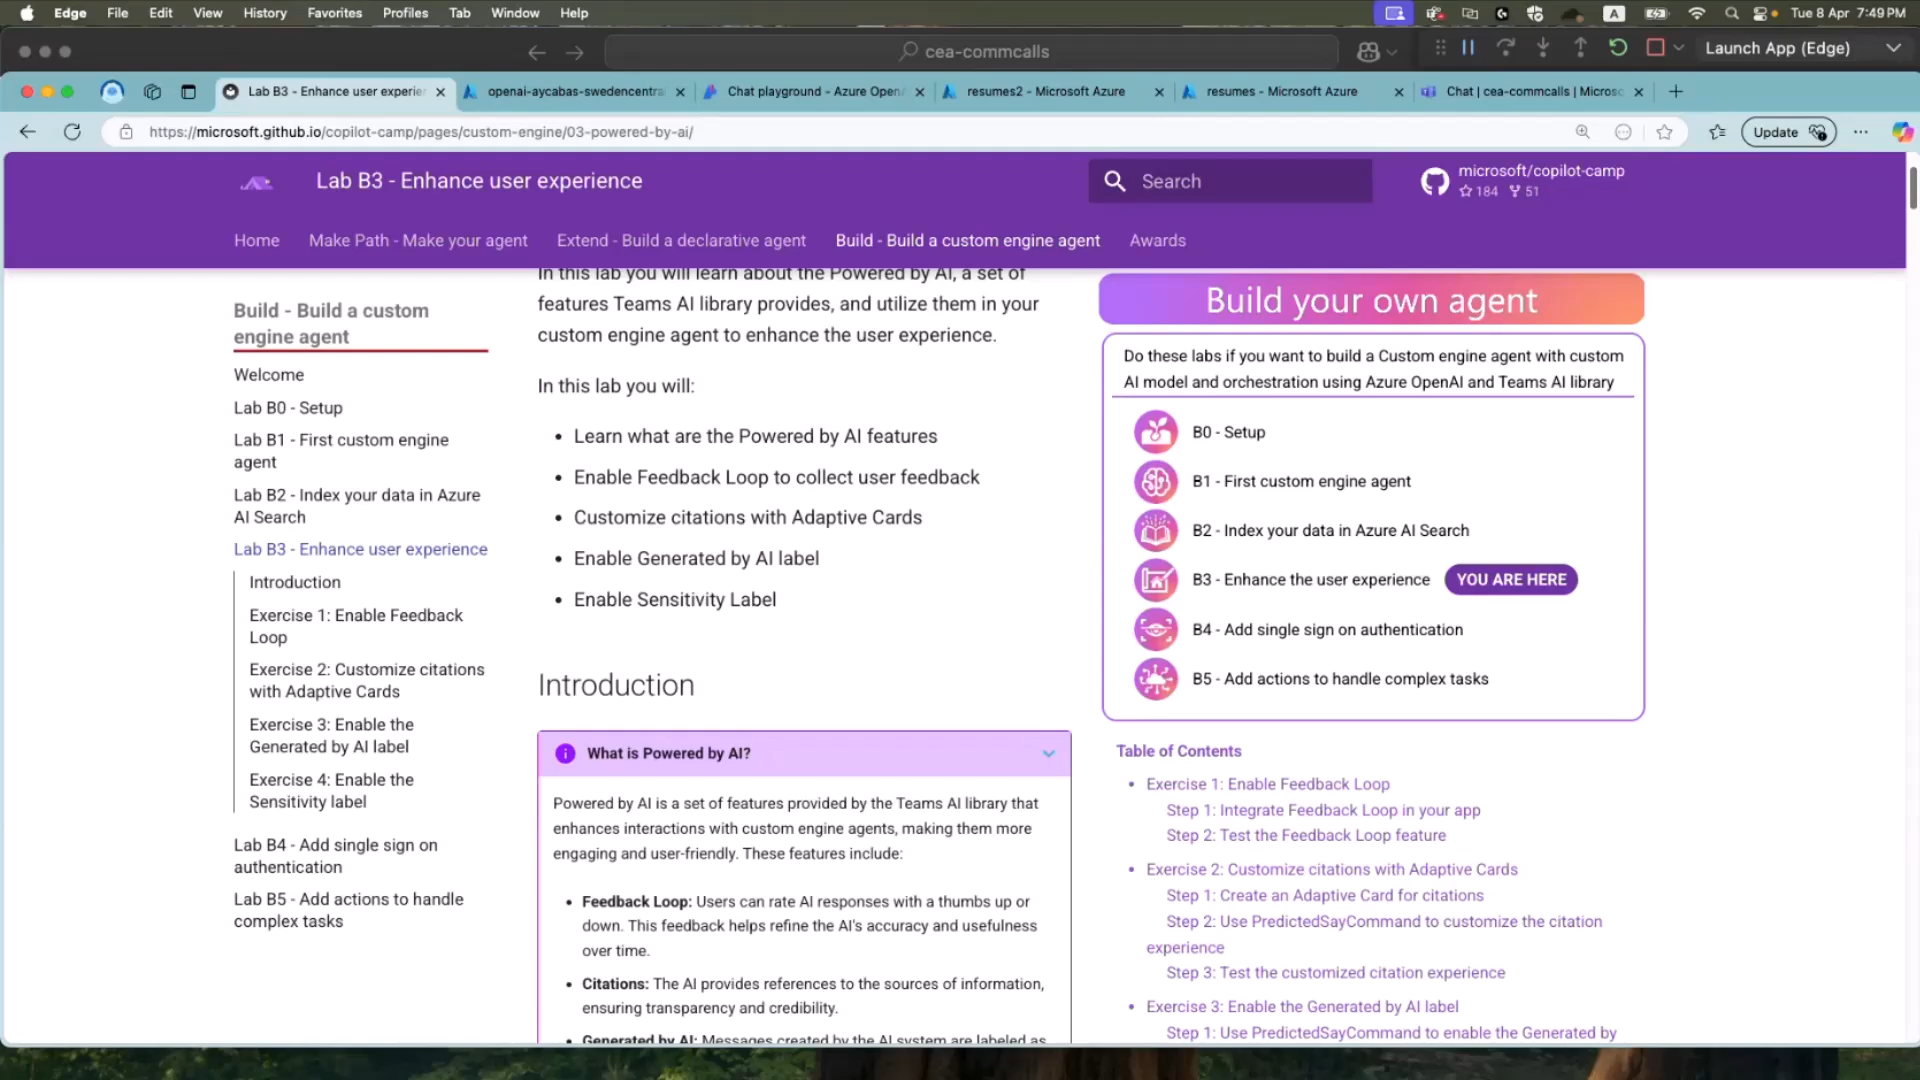 Edge File Edit View History Favorites Profiles Tab Window Help
A
Tue 8 Apr 7:49 PM
cea-commcalls
Launch App (Edge)
Lab B3 - Enhance user experie
openai-aycabas-swedencentra
Chat playground - Azure Open
resumes2 - Microsoft Azure
resumes - Microsoft Azure
Chat | cea-commcalls | Micros
https://microsoft.github.io/copilot-camp/pages/custom-engine/03-powered-by-ai/
Update
Lab B3 - Enhance user experience
Search
microsoft/copilot-camp
184 51
Home
Make Path - Make your agent
Extend - Build a declarative agent
Build - Build a custom engine agent
Awards
Build - Build a custom
engine agent
Welcome
Lab B0 - Setup
Lab B1 - First custom engine
agent
Lab B2 - Index your data in Azure
AI Search
Lab B3 - Enhance user experience
Introduction
Exercise 1: Enable Feedback
Loop
Exercise 2: Customize citations
with Adaptive Cards
Exercise 3: Enable the
Generated by AI label
Exercise 4: Enable the
Sensitivity label
Lab B4 - Add single sign on
authentication
Lab B5 - Add actions to handle
complex tasks
In this lab you will learn about the Powered by AI, a set of
features Teams AI library provides, and utilize them in your
custom engine agent to enhance the user experience.
In this lab you will:
• Learn what are the Powered by AI features
• Enable Feedback Loop to collect user feedback
• Customize citations with Adaptive Cards
• Enable Generated by AI label
• Enable Sensitivity Label
Introduction
What is Powered by AI?
Powered by AI is a set of features provided by the Teams AI library that
enhances interactions with custom engine agents, making them more
engaging and user-friendly. These features include:
• Feedback Loop: Users can rate AI responses with a thumbs up or
down. This feedback helps refine the AI's accuracy and usefulness
over time.
• Citations: The AI provides references to the sources of information,
ensuring transparency and credibility.
• Generated by AI: Messages created by the AI system are labeled as
Build your own agent
Do these labs if you want to build a Custom engine agent with custom
AI model and orchestration using Azure OpenAI and Teams AI library
B0 - Setup
B1 - First custom engine agent
B2 - Index your data in Azure AI Search
B3 - Enhance the user experience YOU ARE HERE
B4 - Add single sign on authentication
B5 - Add actions to handle complex tasks
Table of Contents
• Exercise 1: Enable Feedback Loop
Step 1: Integrate Feedback Loop in your app
Step 2: Test the Feedback Loop feature
• Exercise 2: Customize citations with Adaptive Cards
Step 1: Create an Adaptive Card for citations
Step 2: Use PredictedSayCommand to customize the citation
experience
Step 3: Test the customized citation experience
• Exercise 3: Enable the Generated by AI label
Step 1: Use PredictedSayCommand to enable the Generated by